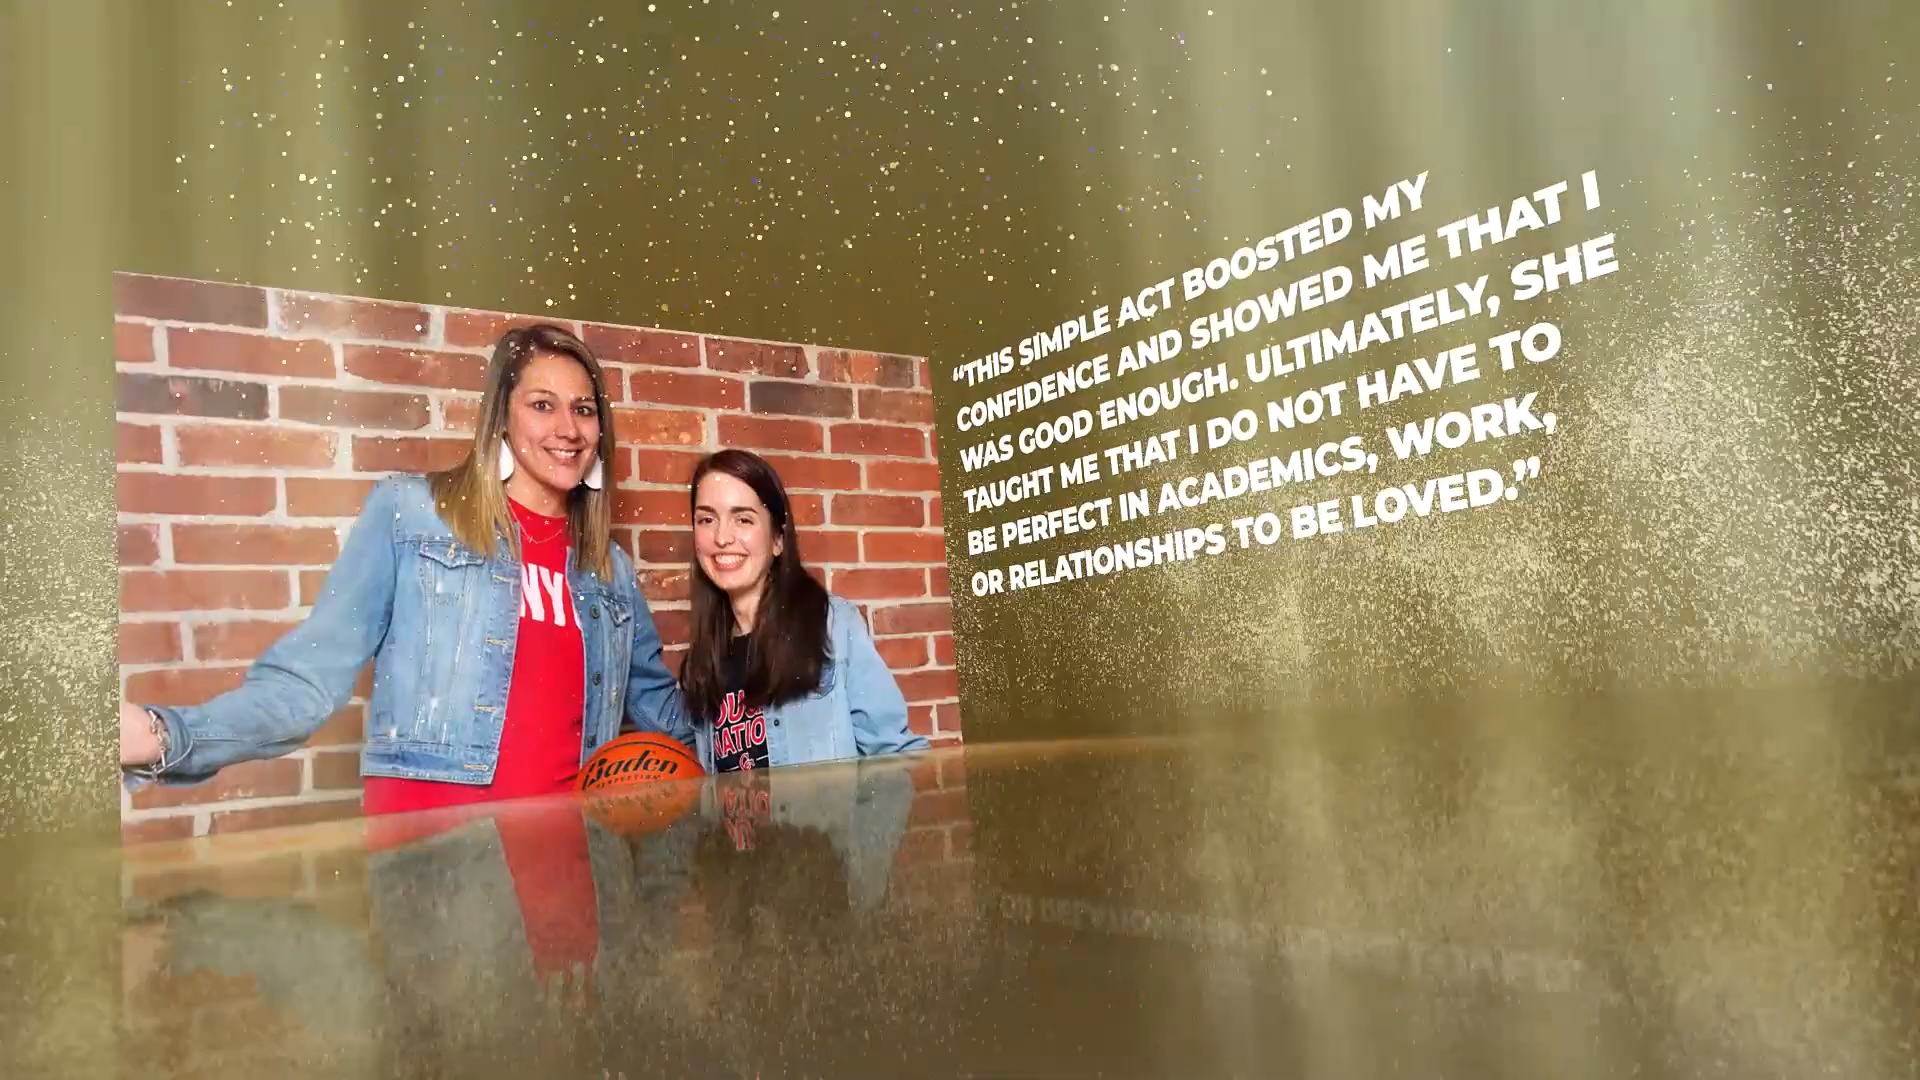 “THIS SIMPLE ACT BOOSTED MY
CONFIDENCE AND SHOWED ME THAT I
WAS GOOD ENOUGH. ULTIMATELY, SHE
TAUGHT ME THAT I DO NOT HAVE TO
BE PERFECT IN ACADEMICS, WORK,
OR RELATIONSHIPS TO BE LOVED.”
Baden